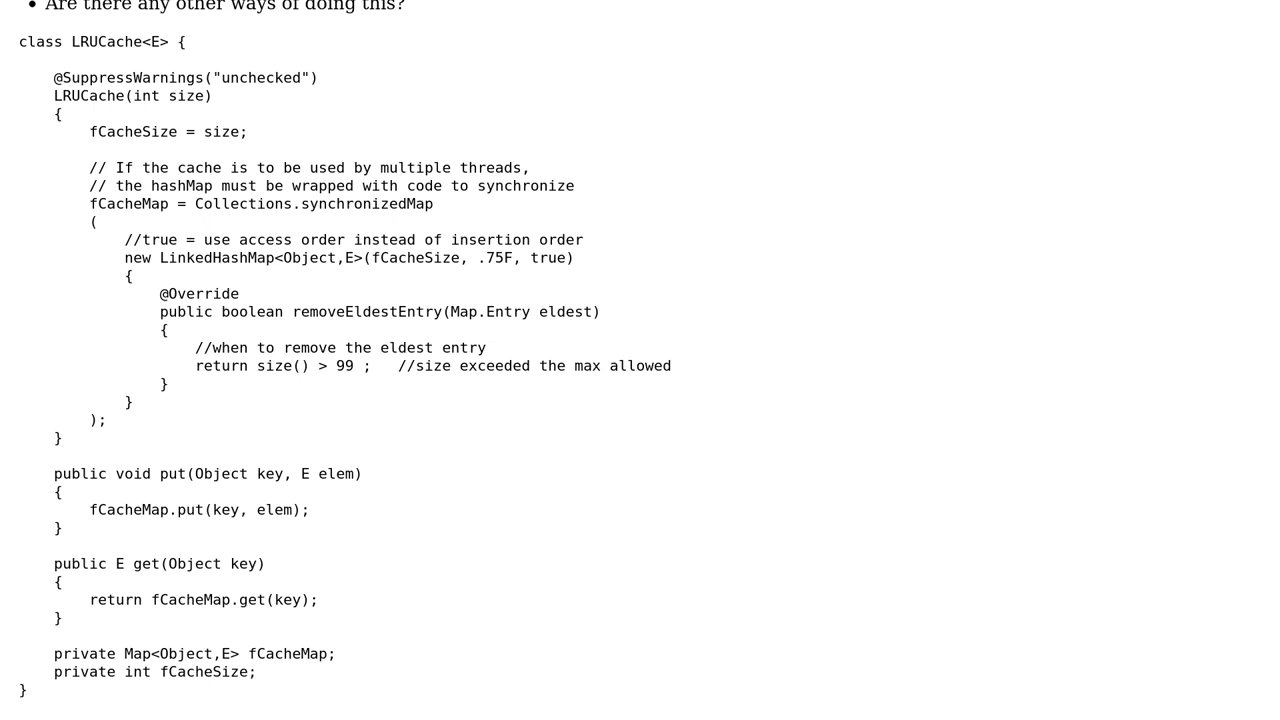 • Are there any other ways of doing this?
class LRUCache<E> {
    @SuppressWarnings("unchecked")
    LRUCache(int size)
    {
        fCacheSize = size;
        // If the cache is to be used by multiple threads,
        // the hashMap must be wrapped with code to synchronize
        fCacheMap = Collections.synchronizedMap
        (
            //true = use access order instead of insertion order
            new LinkedHashMap<Object,E>(fCacheSize, .75F, true)
            {
                @Override
                public boolean removeEldestEntry(Map.Entry eldest)
                {
                    //when to remove the eldest entry
                    return size() > 99 ;   //size exceeded the max allowed
                }
            }
        );
    }
    public void put(Object key, E elem)
    {
        fCacheMap.put(key, elem);
    }
    public E get(Object key)
    {
        return fCacheMap.get(key);
    }
    private Map<Object,E> fCacheMap;
    private int fCacheSize;
}